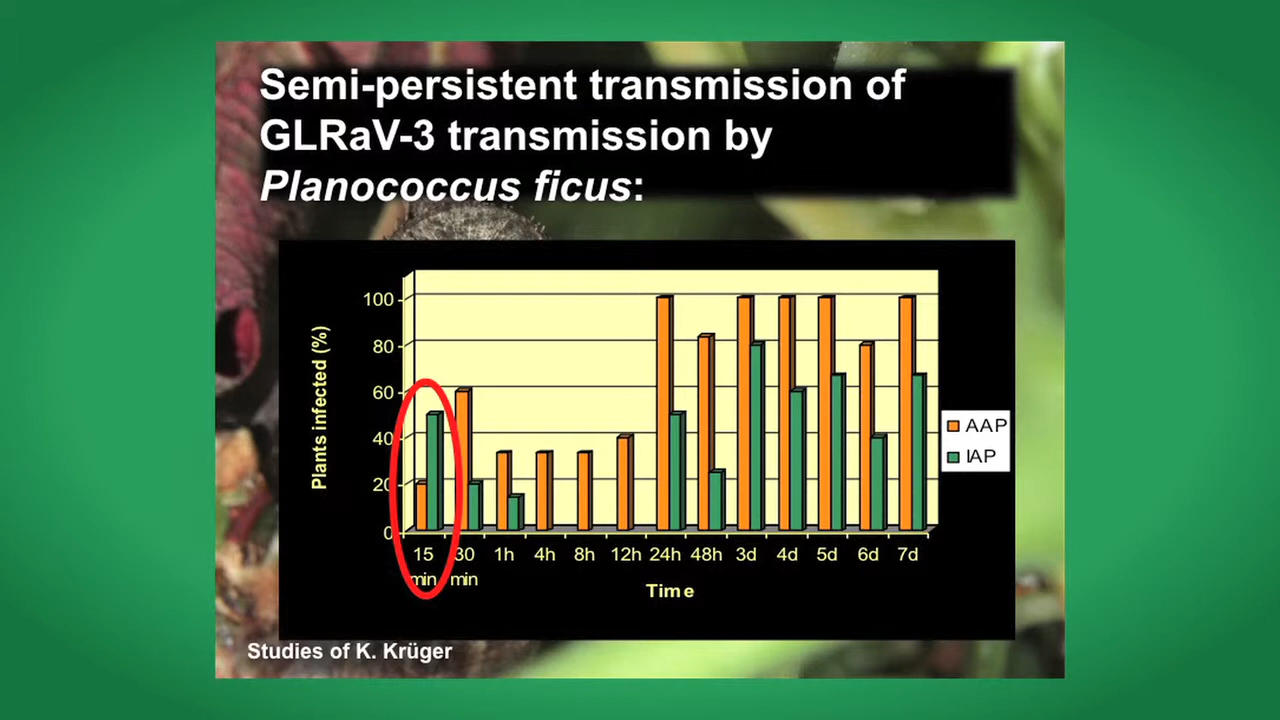 Semi-persistent transmission of
GLRaV-3 transmission by
Planococcus ficus:
Plants infected (%)
100
80
60
40
20
0
15 min
30 min
1h
4h
8h
12h
24h
48h
3d
4d
5d
6d
7d
Time
AAP
IAP
Studies of K. Krüger